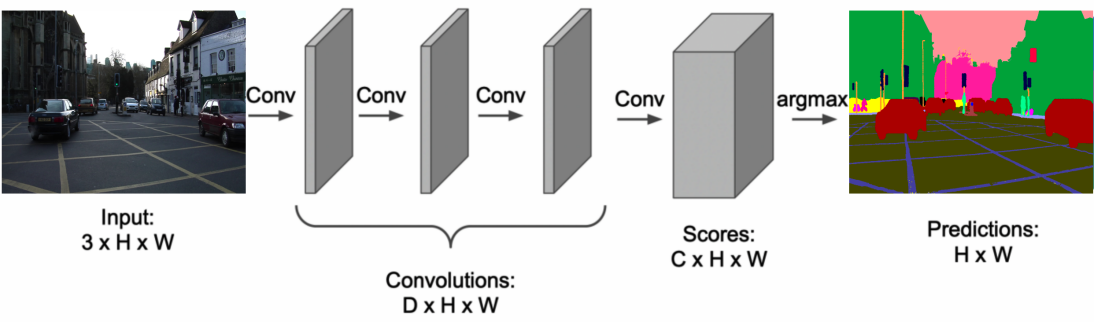 Conv
Conv
Conv
Conv
argmax
Input:
3 x H x W
Convolutions:
D x H x W
Scores:
C x H x W
Predictions:
H x W